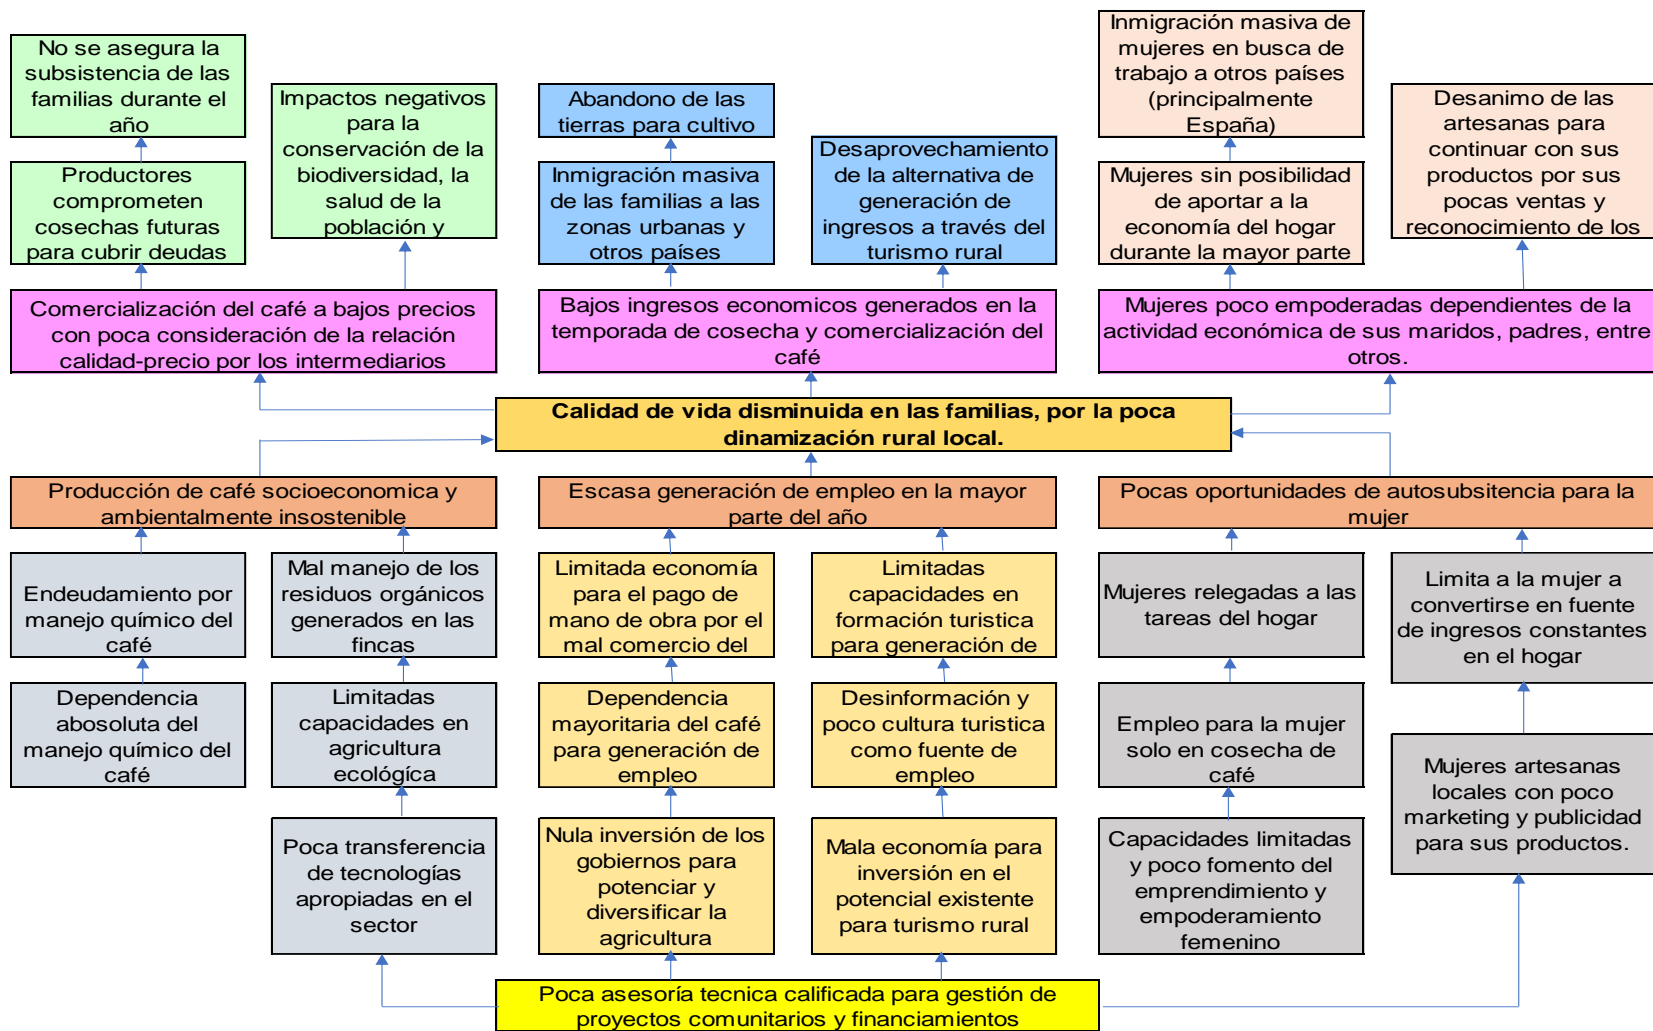 No se asegura la
subsistencia de las
familias durante el
año
Impactos negativos
para la
conservación de la
biodiversidad, la
salud de la
población y
Abandono de las
tierras para cultivo
Inmigración masiva de
mujeres en busca de
trabajo a otros países
(principalmente
España)
Desanimo de las
artesanas para
continuar con sus
productos por sus
pocas ventas y
reconocimiento de los
Productores
comprometen
cosechas futuras
para cubrir deudas
Inmigración masiva
de las familias a las
zonas urbanas y
otros países
Desaprovechamiento
de la alternativa de
generación de
ingresos a través del
turismo rural
Mujeres sin posibilidad
de aportar a la
economía del hogar
durante la mayor parte
Comercialización del café a bajos precios
con poca consideración de la relación
calidad-precio por los intermediarios
Bajos ingresos economicos generados en la
temporada de cosecha y comercialización del
café
Mujeres poco empoderadas dependientes de la
actividad económica de sus maridos, padres, entre
otros.
Calidad de vida disminuida en las familias, por la poca
dinamización rural local.
Producción de café socioeconomica y
ambientalmente insostenible
Escasa generación de empleo en la mayor
parte del año
Pocas oportunidades de autosubsitencia para la
mujer
Endeudamiento por
manejo químico del
café
Mal manejo de los
residuos orgánicos
generados en las
fincas
Limitada economía
para el pago de
mano de obra por el
mal comercio del
Limitadas
capacidades en
formación turistica
para generación de
Mujeres relegadas a las
tareas del hogar
Limita a la mujer a
convertirse en fuente
de ingresos constantes
en el hogar
Dependencia
abosoluta del
manejo químico del
café
Limitadas
capacidades en
agricultura
ecológíca
Dependencia
mayoritaria del café
para generación de
empleo
Desinformación y
poco cultura turistica
como fuente de
empleo
Empleo para la mujer
solo en cosecha de
café
Mujeres artesanas
locales con poco
marketing y publicidad
para sus productos.
Poca transferencia
de tecnologías
apropiadas en el
sector
Nula inversión de los
gobiernos para
potenciar y
diversificar la
agricultura
Mala economía para
inversión en el
potencial existente
para turismo rural
Capacidades limitadas
y poco fomento del
emprendimiento y
empoderamiento
femenino
Poca asesoría tecnica calificada para gestión de
proyectos comunitarios y financiamientos